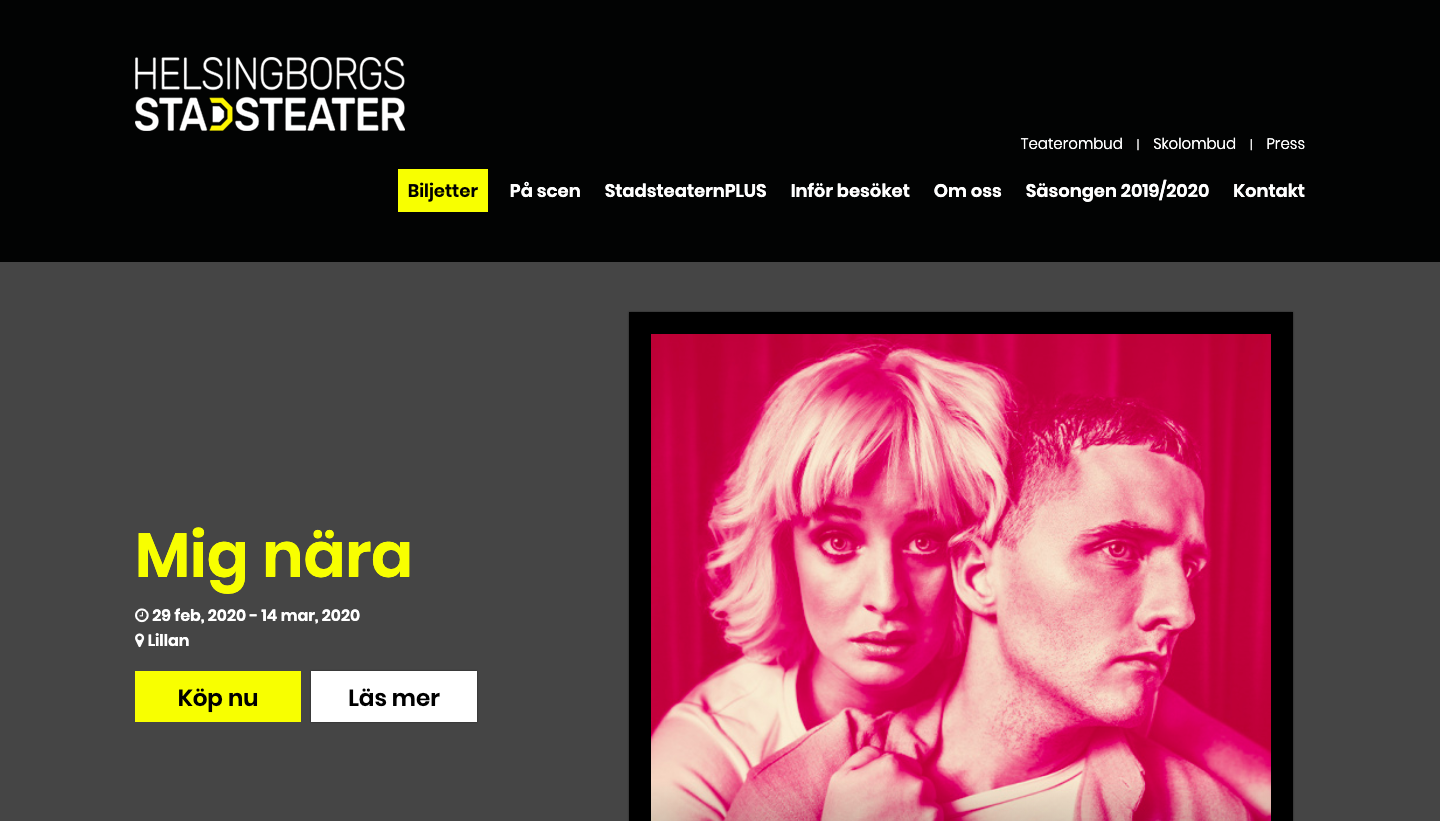 HELSINGBORGS
STADSTEATER
Teaterombud | Skolombud | Press
Biljetter På scen StadsteaternPLUS Inför besöket Om oss Säsongen 2019/2020 Kontakt
Mig nära
29 feb, 2020 – 14 mar, 2020
Lillan
Köp nu Läs mer